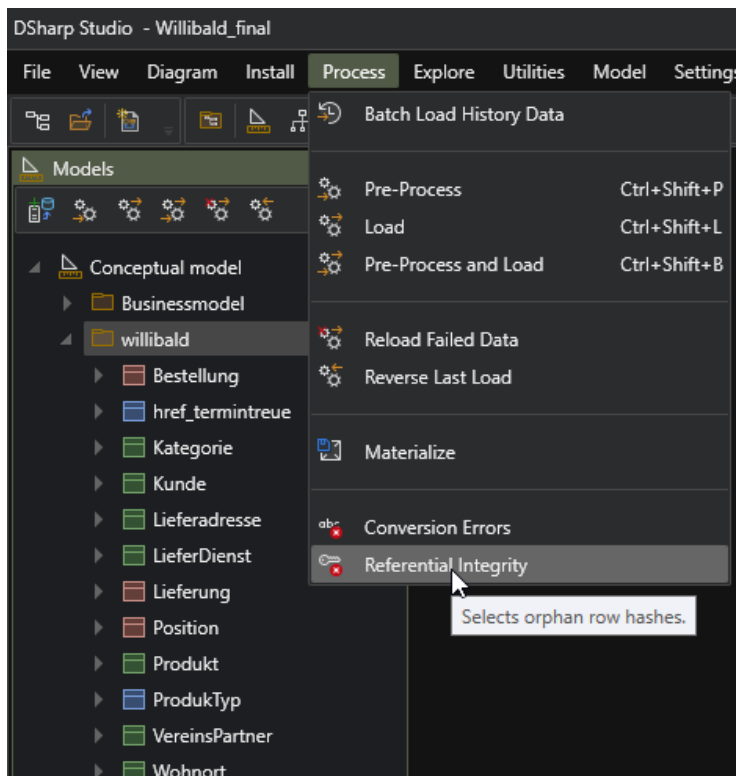 DSharp Studio - Willibald_final
File View Diagram Install Process Explore Utilities Model Settings
Batch Load History Data
Models
Pre-Process Ctrl+Shift+P
Load Ctrl+Shift+L
Pre-Process and Load Ctrl+Shift+B
Conceptual model
Businessmodel
willibald
Reload Failed Data
Bestellung
Reverse Last Load
href_termintreue
Kategorie
Materialize
Kunde
Lieferadresse
abc Conversion Errors
LieferDienst
Referential Integrity
Lieferung
Selects orphan row hashes.
Position
Produkt
ProdukTyp
VereinsPartner
Wohnort